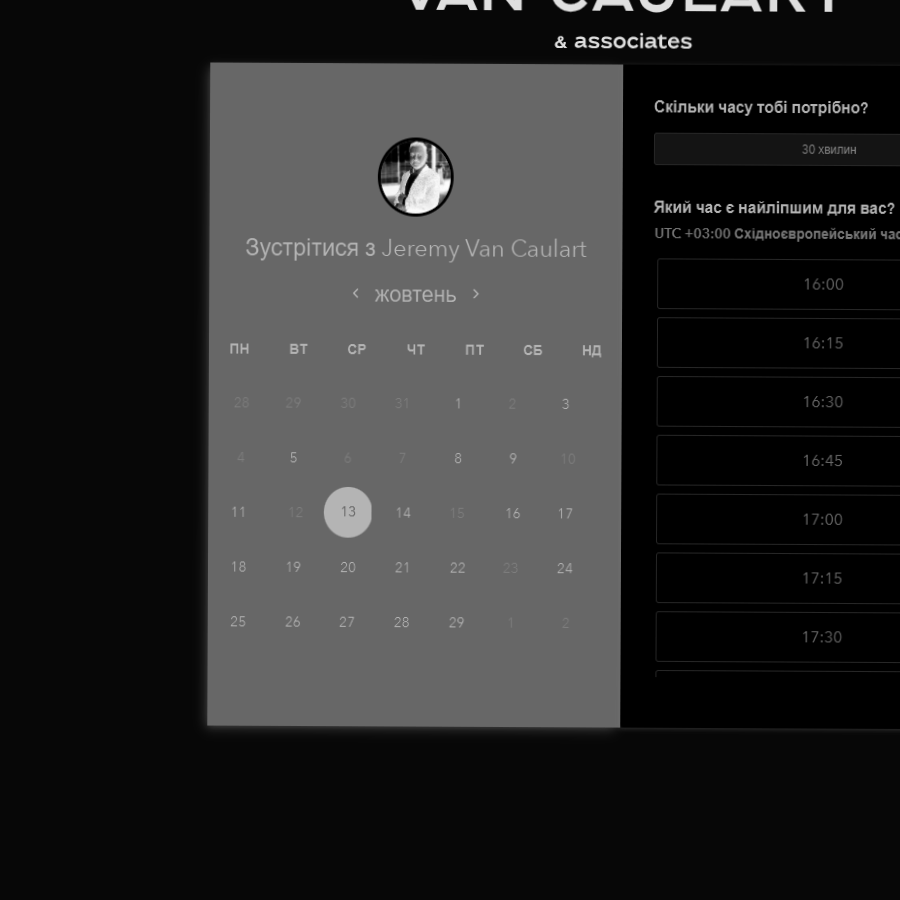 VAN CAULART
& associates
Зустрітися з Jeremy Van Caulart
жовтень
ПН ВТ СР ЧТ ПТ СБ НД
28 29 30 31 1 2 3
4 5 6 7 8 9 10
11 12 13 14 15 16 17
18 19 20 21 22 23 24
25 26 27 28 29 1 2
Скільки часу тобі потрібно?
30 хвилин
Який час є найліпшим для вас?
UTC +03:00 Східноєвропейський час
16:00
16:15
16:30
16:45
17:00
17:15
17:30